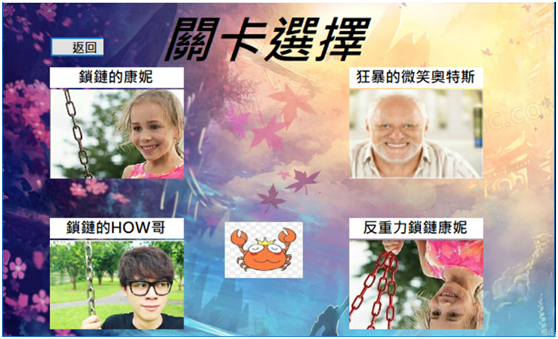 關卡選擇
返回
鎖鏈的康妮
狂暴的微笑奧特斯
鎖鏈的HOW哥
反重力鎖鏈康妮